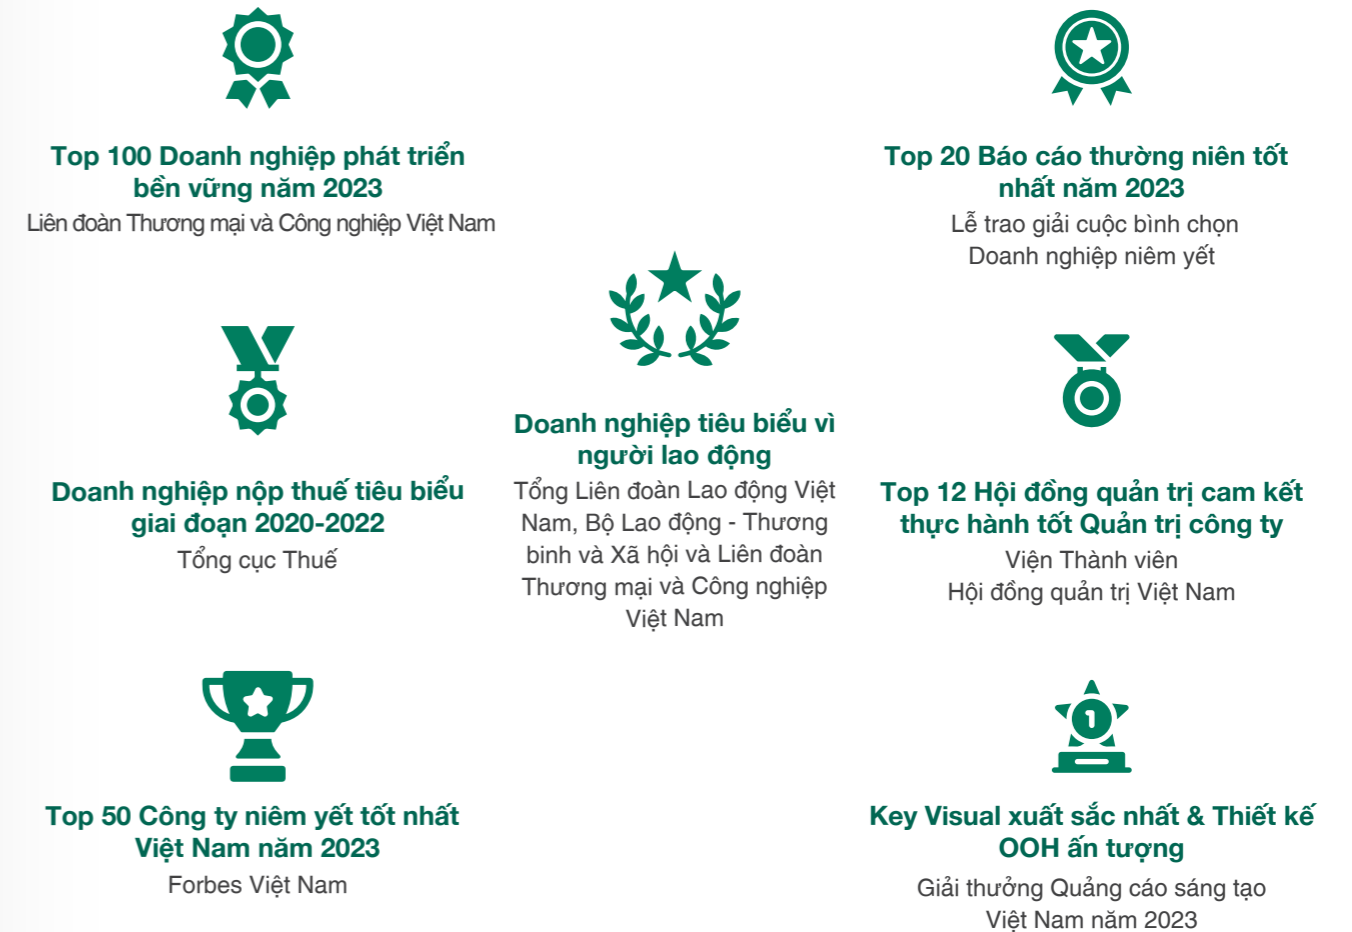 Top 100 Doanh nghiệp phát triển
bền vững năm 2023
Liên đoàn Thương mại và Công nghiệp Việt Nam
Doanh nghiệp nộp thuế tiêu biểu
giai đoạn 2020-2022
Tổng cục Thuế
Top 50 Công ty niêm yết tốt nhất
Việt Nam năm 2023
Forbes Việt Nam
Doanh nghiệp tiêu biểu vì
người lao động
Tổng Liên đoàn Lao động Việt
Nam, Bộ Lao động - Thương
binh và Xã hội và Liên đoàn
Thương mại và Công nghiệp
Việt Nam
Top 20 Báo cáo thường niên tốt
nhất năm 2023
Lễ trao giải cuộc bình chọn
Doanh nghiệp niêm yết
Top 12 Hội đồng quản trị cam kết
thực hành tốt Quản trị công ty
Viện Thành viên
Hội đồng quản trị Việt Nam
1
Key Visual xuất sắc nhất & Thiết kế
OOH ấn tượng
Giải thưởng Quảng cáo sáng tạo
Việt Nam năm 2023